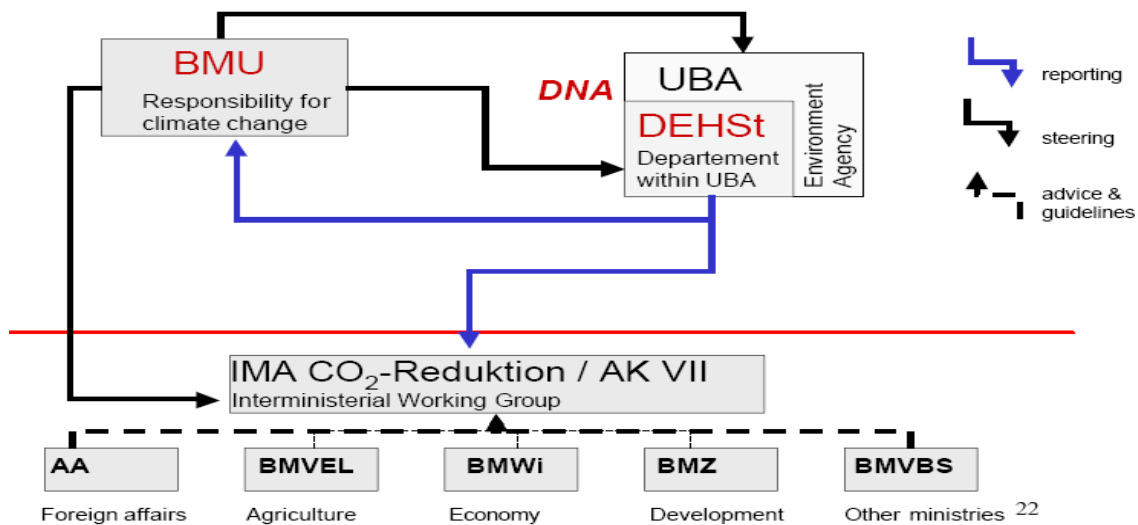 BMU
Responsibility for
climate change
DNA
UBA
DEHSt
Departement
within UBA
Environment
Agency
reporting
steering
advice &
guidelines
IMA CO₂-Reduktion / AK VII
Interministerial Working Group
AA
BMVEL
BMWi
BMZ
BMVBS
Foreign affairs
Agriculture
Economy
Development
Other ministries
22